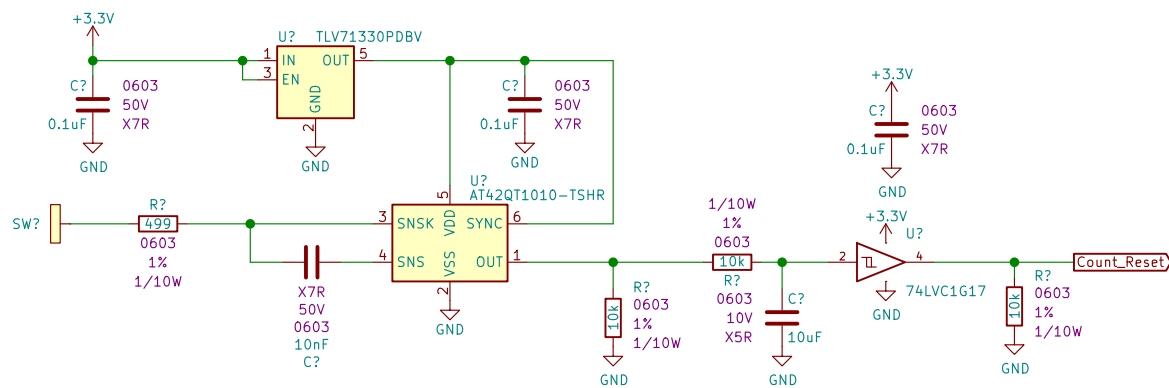 +3.3V
C?
0603
50V
X7R
0.1uF
GND
U?
TLV71330PDBV
1
IN
OUT
5
3
EN
GND
2
GND
C?
0603
50V
X7R
0.1uF
GND
SW?
R?
499
0603
1%
1/10W
X7R
50V
0603
10nF
C?
U?
AT42QT1010-TSHR
5
3
SNSK
VDD
SYNC
6
4
SNS
VSS
OUT
1
2
GND
R?
10k
0603
1%
1/10W
GND
1/10W
1%
0603
10k
R?
0603
10V
X5R
C?
10uF
GND
+3.3V
C?
0603
50V
X7R
0.1uF
GND
+3.3V
U?
2
4
74LVC1G17
GND
Count_Reset
R?
10k
0603
1%
1/10W
GND